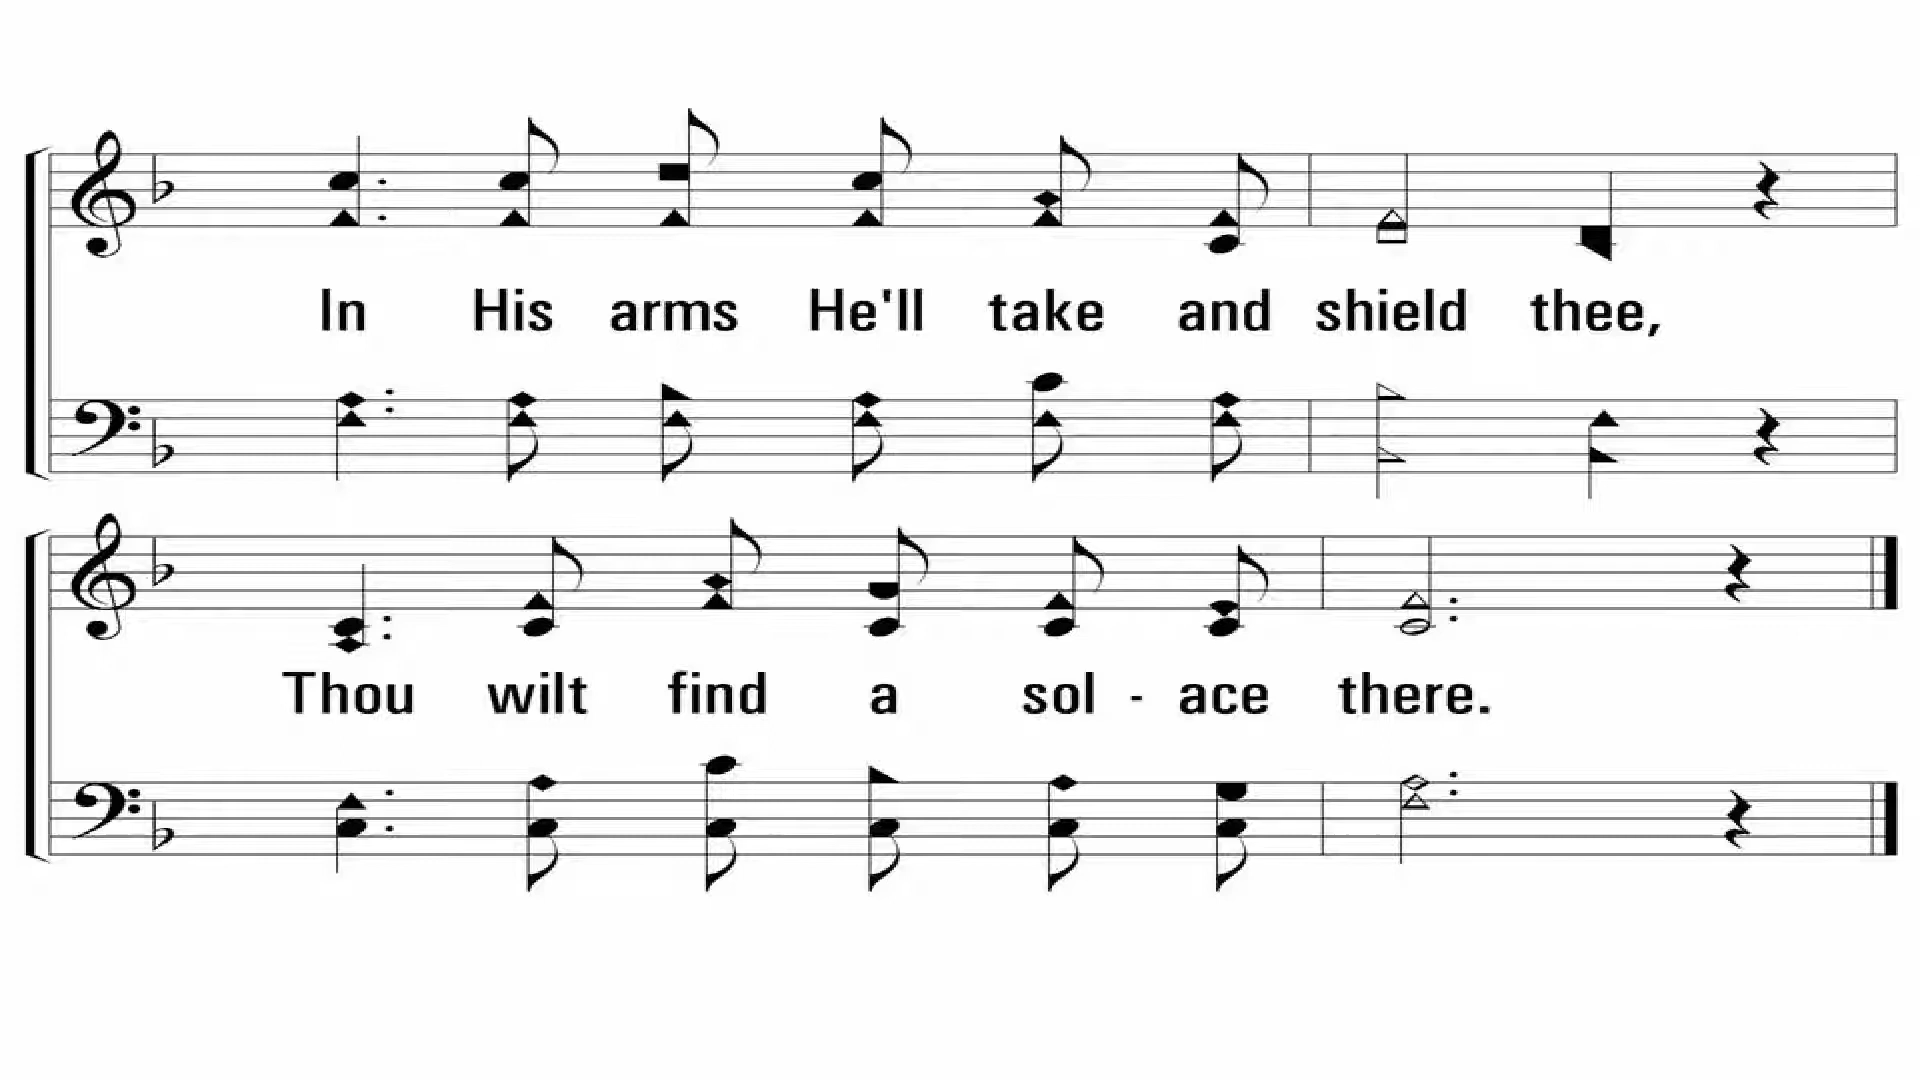 In His arms He'll take and shield thee,
Thou wilt find a sol - ace there.